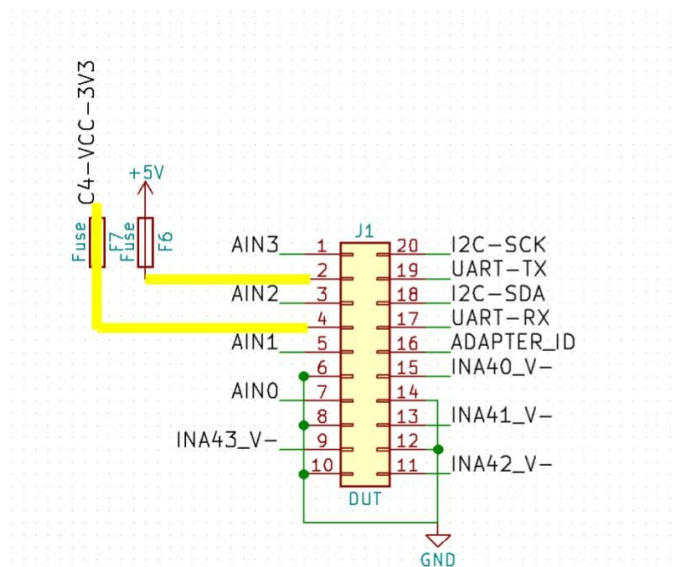 C4-VCC-3V3
+5V
Fuse
F7
Fuse
F6
J1
AIN3 1 20 I2C-SCK
2 19 UART-TX
AIN2 3 18 I2C-SDA
4 17 UART-RX
AIN1 5 16 ADAPTER_ID
6 15 INA40_V-
AIN0 7 14
8 13 INA41_V-
INA43_V- 9 12
10 11 INA42_V-
DUT
GND